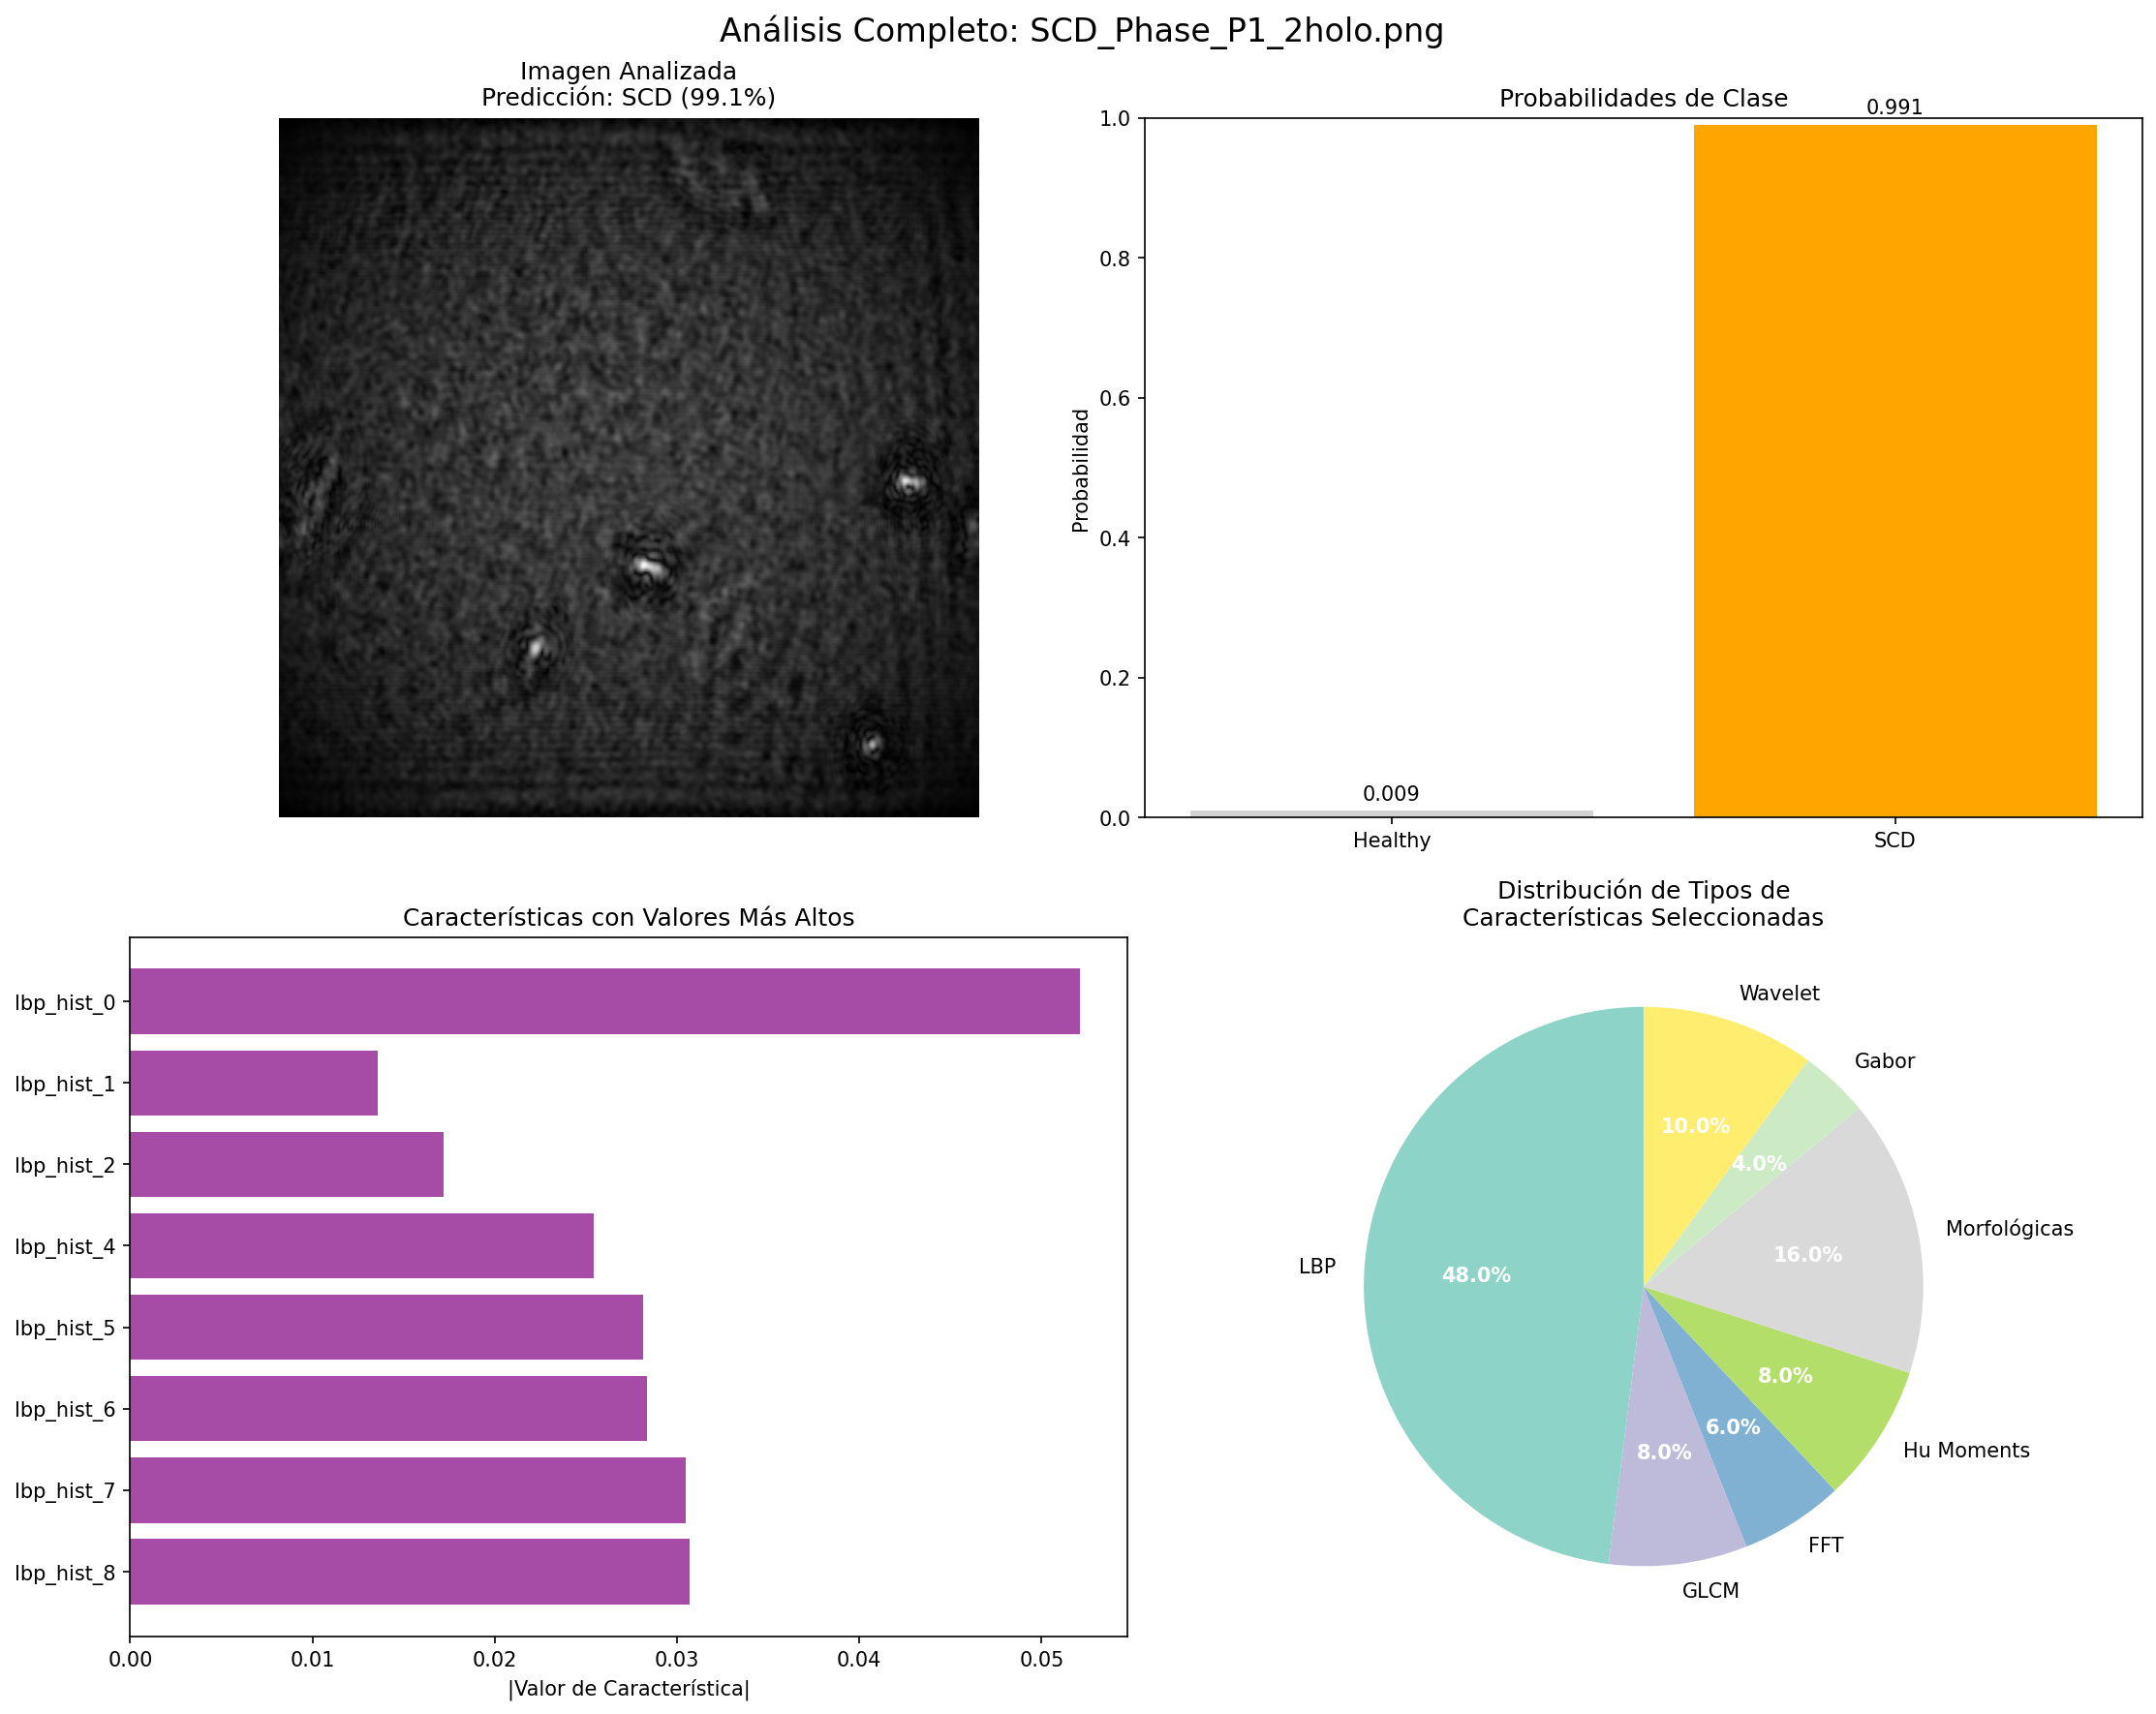 Análisis Completo: SCD_Phase_P1_2holo.png
Imagen Analizada
Predicción: SCD (99.1%)
Probabilidades de Clase
0.991
1.0
0.8
0.6
0.4
0.2
0.0
Probabilidad
0.009
Healthy
SCD
Características con Valores Más Altos
lbp_hist_0
lbp_hist_1
lbp_hist_2
lbp_hist_4
lbp_hist_5
lbp_hist_6
lbp_hist_7
lbp_hist_8
0.00
0.01
0.02
0.03
0.04
0.05
|Valor de Característica|
Distribución de Tipos de
Características Seleccionadas
Wavelet
Gabor
10.0%
4.0%
Morfológicas
16.0%
LBP
48.0%
8.0%
Hu Moments
6.0%
8.0%
FFT
GLCM